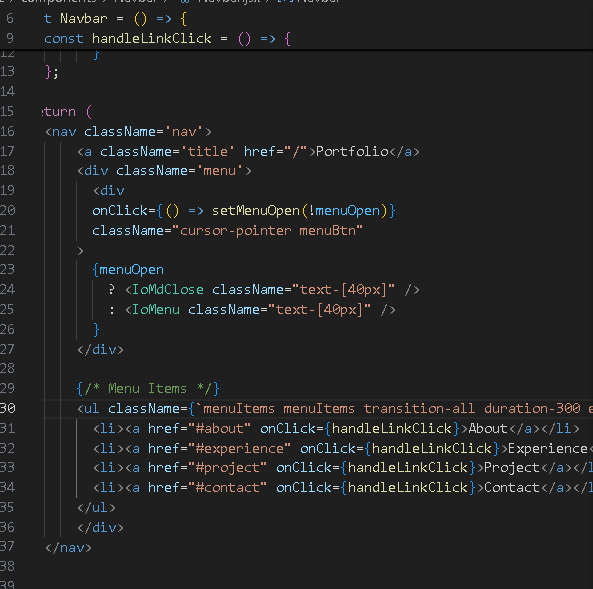 components > Navbar > Navbar.jsx > Navbar
6 t Navbar = () => {
9 const handleLinkClick = () => {
12 }
13 };
14
15 turn (
16 <nav className='nav'>
17 <a className='title' href="/">Portfolio</a>
18 <div className='menu'>
19 <div
20 onClick={() => setMenuOpen(!menuOpen)}
21 className="cursor-pointer menuBtn"
22 >
23 {menuOpen
24 ? <IoMdClose className="text-[40px]" />
25 : <IoMenu className="text-[40px]" />
26 }
27 </div>
28
29 {/* Menu Items */}
30 <ul className={`menuItems menuItems transition-all duration-300 e
31 <li><a href="#about" onClick={handleLinkClick}>About</a></li>
32 <li><a href="#experience" onClick={handleLinkClick}>Experience<
33 <li><a href="#project" onClick={handleLinkClick}>Project</a></l
34 <li><a href="#contact" onClick={handleLinkClick}>Contact</a></l
35 </ul>
36 </div>
37 </nav>
38
39